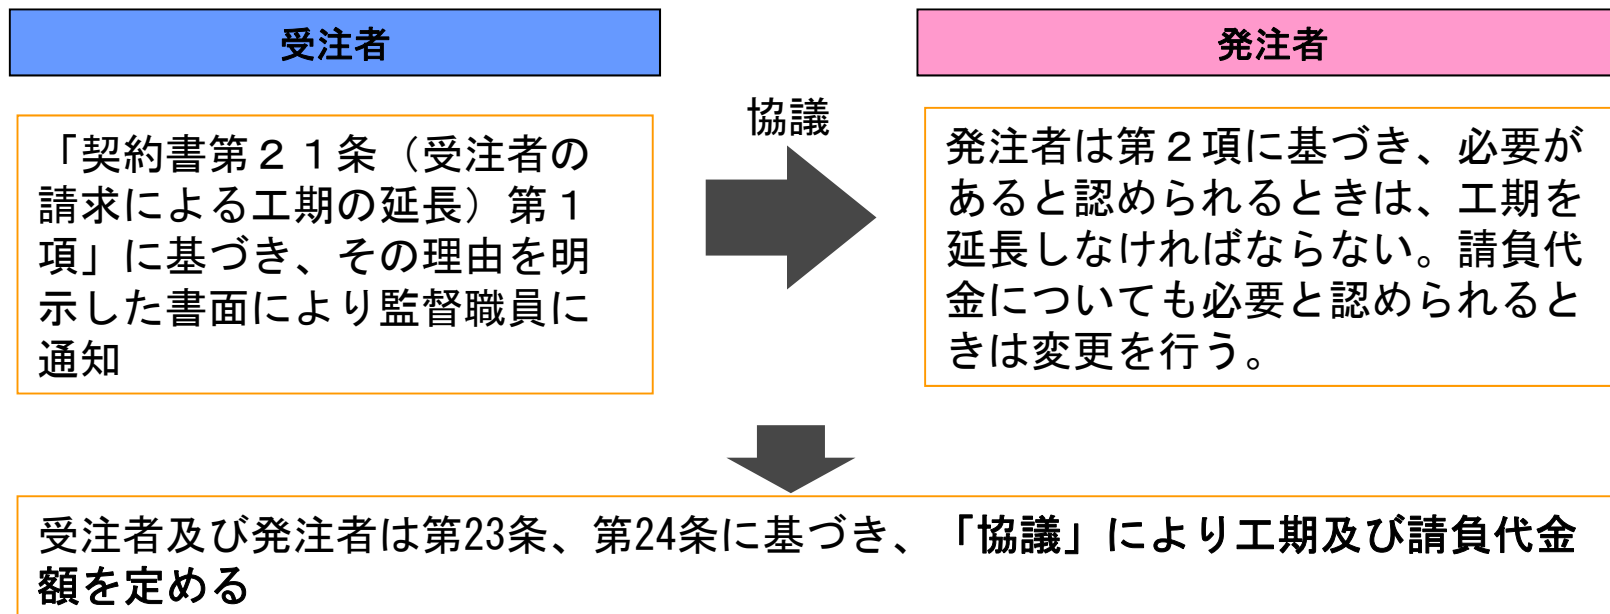 受注者
発注者
「契約書第２１条（受注者の
請求による工期の延長）第１
項」に基づき、その理由を明
示した書面により監督職員に
通知
協議
発注者は第２項に基づき、必要が
あると認められるときは、工期を
延長しなければならない。請負代
金についても必要と認められると
きは変更を行う。
受注者及び発注者は第23条、第24条に基づき、「協議」により工期及び請負代金
額を定める